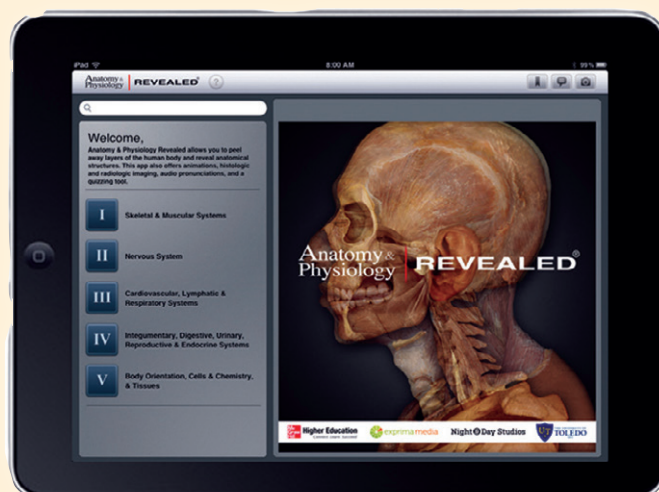 iPad
8:00 AM
99%
Anatomy &
Physiology | REVEALED®
?
Welcome,
Anatomy & Physiology Revealed allows you to peel
away layers of the human body and reveal anatomical
structures. This app also offers animations, histologic
and radiologic imaging, audio pronunciations, and a
quizzing tool.
I Skeletal & Muscular Systems
II Nervous System
III Cardiovascular, Lymphatic &
Respiratory Systems
IV Integumentary, Digestive, Urinary,
Reproductive & Endocrine Systems
V Body Orientation, Cells & Chemistry,
& Tissues
Anatomy &
Physiology | REVEALED®
Higher Education
exprimamedia
Night Day Studios
UT
TOLEDO